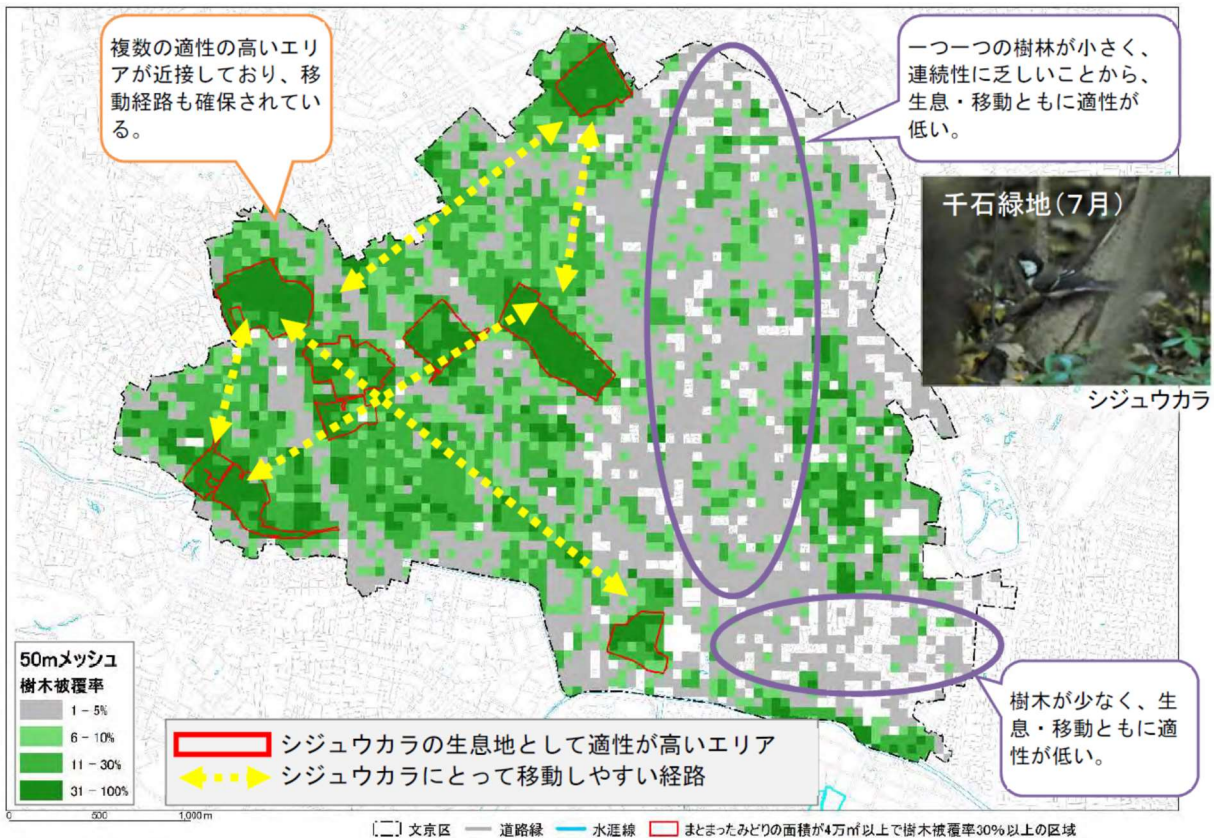 複数の適性の高いエリ
アが近接しており、移
動経路も確保されてい
る。
一つ一つの樹林が小さく、
連続性に乏しいことから、
生息・移動ともに適性が
低い。
千石緑地(7月)
シジュウカラ
樹木が少なく、生
息・移動ともに適
性が低い。
50mメッシュ
樹木被覆率
1 - 5%
6 - 10%
11 - 30%
31 - 100%
シジュウカラの生息地として適性が高いエリア
シジュウカラにとって移動しやすい経路
0 500 1,000 m
文京区 道路縁 水涯線 まとまったみどりの面積が4万㎡以上で樹木被覆率30%以上の区域